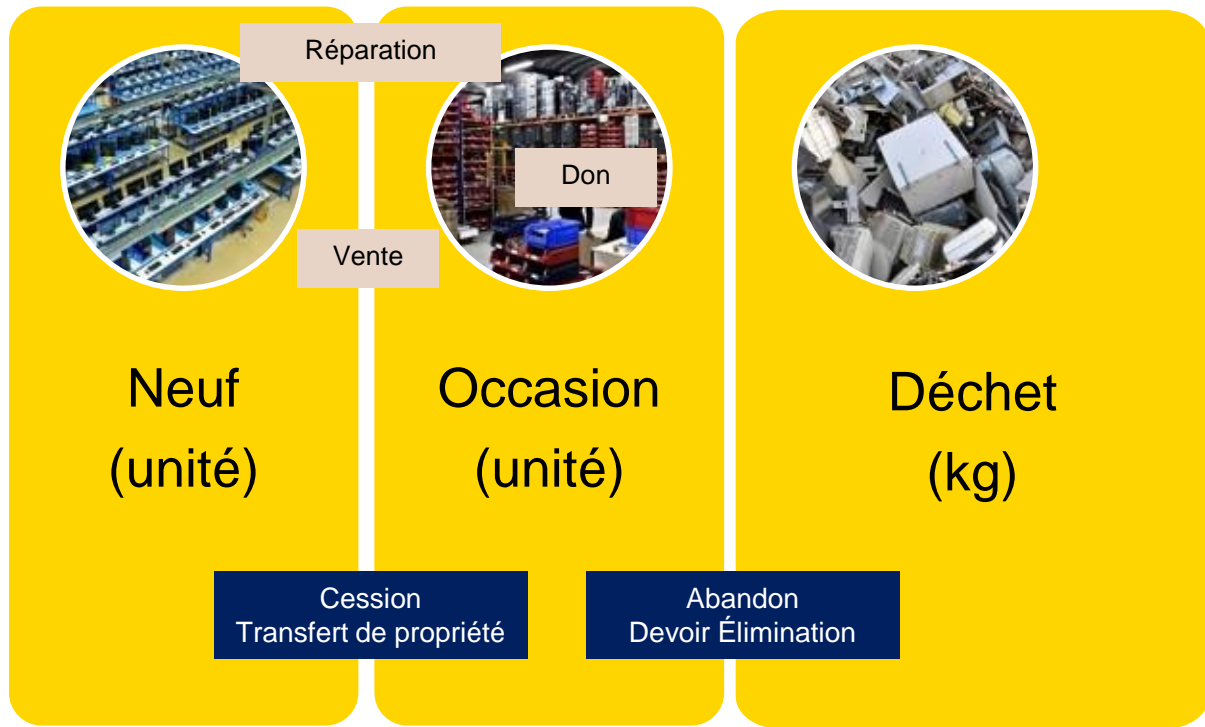 Réparation
Don
Vente
Neuf
(unité)
Occasion
(unité)
Déchet
(kg)
Cession
Transfert de propriété
Abandon
Devoir Élimination